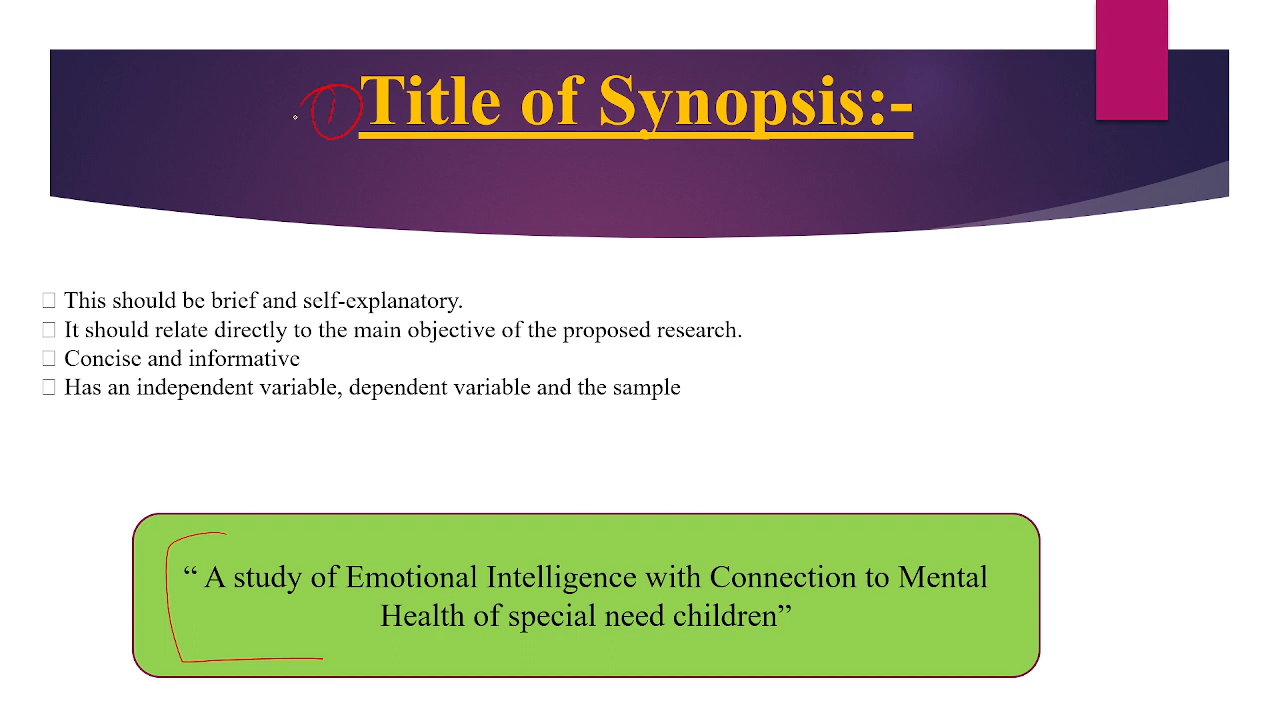 1 Title of Synopsis:-
□ This should be brief and self-explanatory.
□ It should relate directly to the main objective of the proposed research.
□ Concise and informative
□ Has an independent variable, dependent variable and the sample
“ A study of Emotional Intelligence with Connection to Mental
Health of special need children”